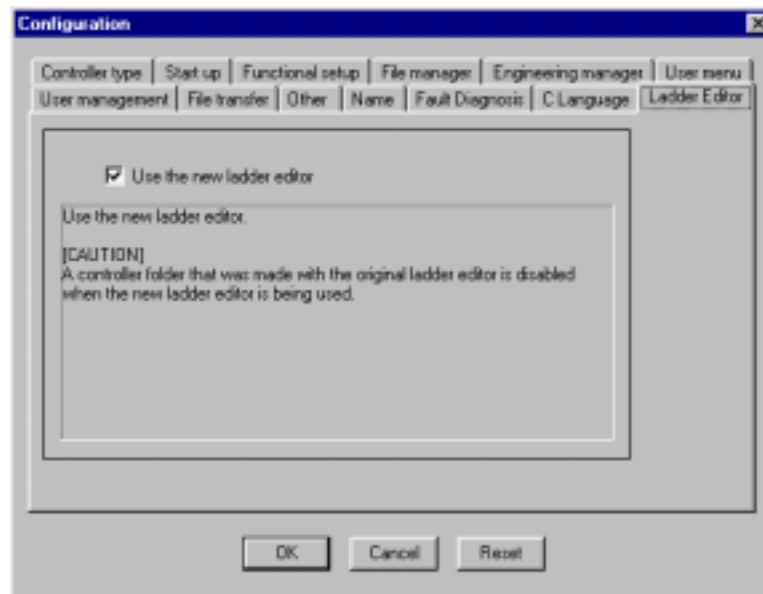 Configuration
Controller type Start up Functional setup File manager Engineering manager User menu
User management File transfer Other Name Fault Diagnosis C Language Ladder Editor
Use the new ladder editor
Use the new ladder editor.
[CAUTION]
A controller folder that was made with the original ladder editor is disabled
when the new ladder editor is being used.
OK Cancel Reset